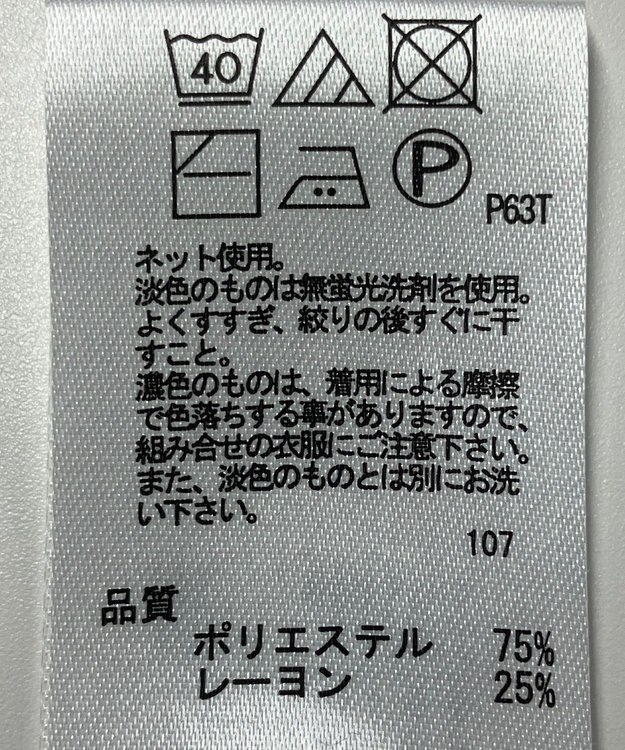 40
P
P63T
ネット使用。
淡色のものは無蛍光洗剤を使用。
よくすすぎ、絞りの後すぐに干
すこと。
濃色のものは、着用による摩擦
で色落ちする事がありますので、
組み合せの衣服にご注意下さい。
また、淡色のものとは別にお洗
い下さい。
107
品質
ポリエステル 75%
レーヨン 25%